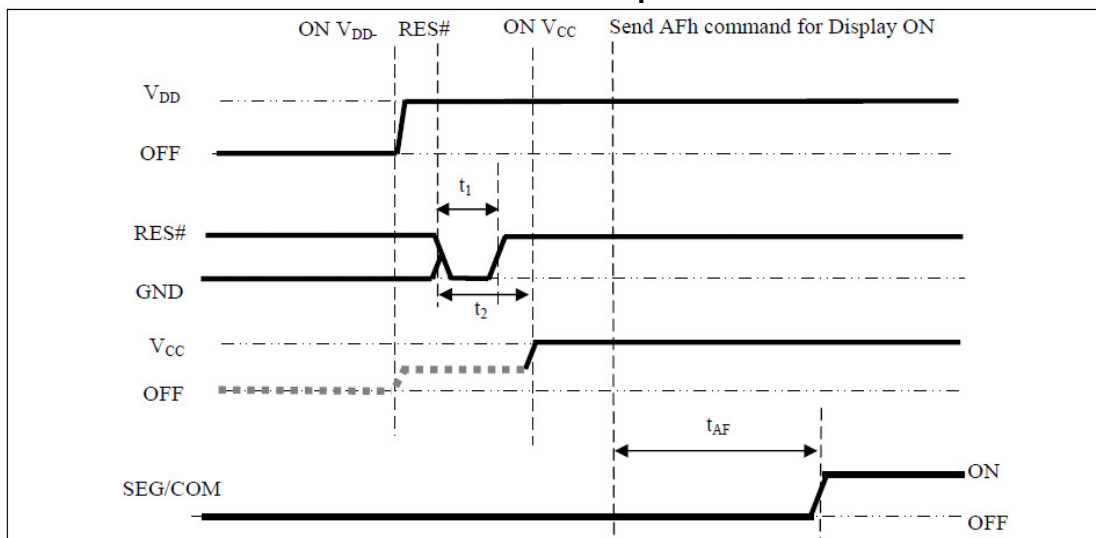 ON VDD- RES# ON VCC Send AFh command for Display ON
VDD
OFF
t1
RES#
GND
t2
VCC
OFF
tAF
SEG/COM
ON
OFF